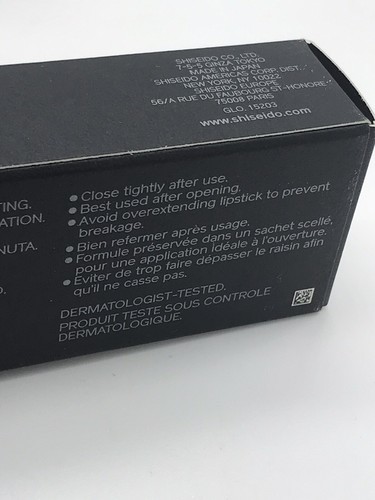 SHISEIDO CO., LTD.
7-5-5 GINZA, TOKYO
MADE IN JAPAN
SHISEIDO AMERICAS CORP. DIST.,
NEW YORK, NY 10022
SHISEIDO EUROPE
56/A RUE DU FAUBOURG ST-HONORE
75008 PARIS
GLO. 15203
www.shiseido.com
TING.
ATION.
NUTA.
• Close tightly after use.
• Best used after opening.
• Avoid overextending lipstick to prevent
breakage.
• Bien refermer après usage.
• Formule préservée dans un sachet scellé,
pour une application idéale à l'ouverture.
• Eviter de trop faire dépasser le raisin afin
qu'il ne casse pas.
DERMATOLOGIST-TESTED.
PRODUIT TESTE SOUS CONTROLE
DERMATOLOGIQUE.